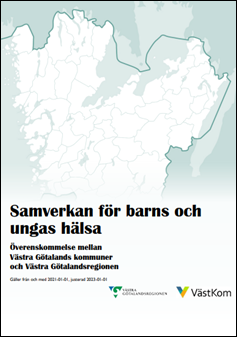 Samverkan för barns och
ungas hälsa
Överenskommelse mellan
Västra Götalands kommuner
och Västra Götalandsregionen
Gäller från och med 2021-01-01, justerad 2023-01-01
VÄSTRA
GÖTALANDSREGIONEN
VästKom